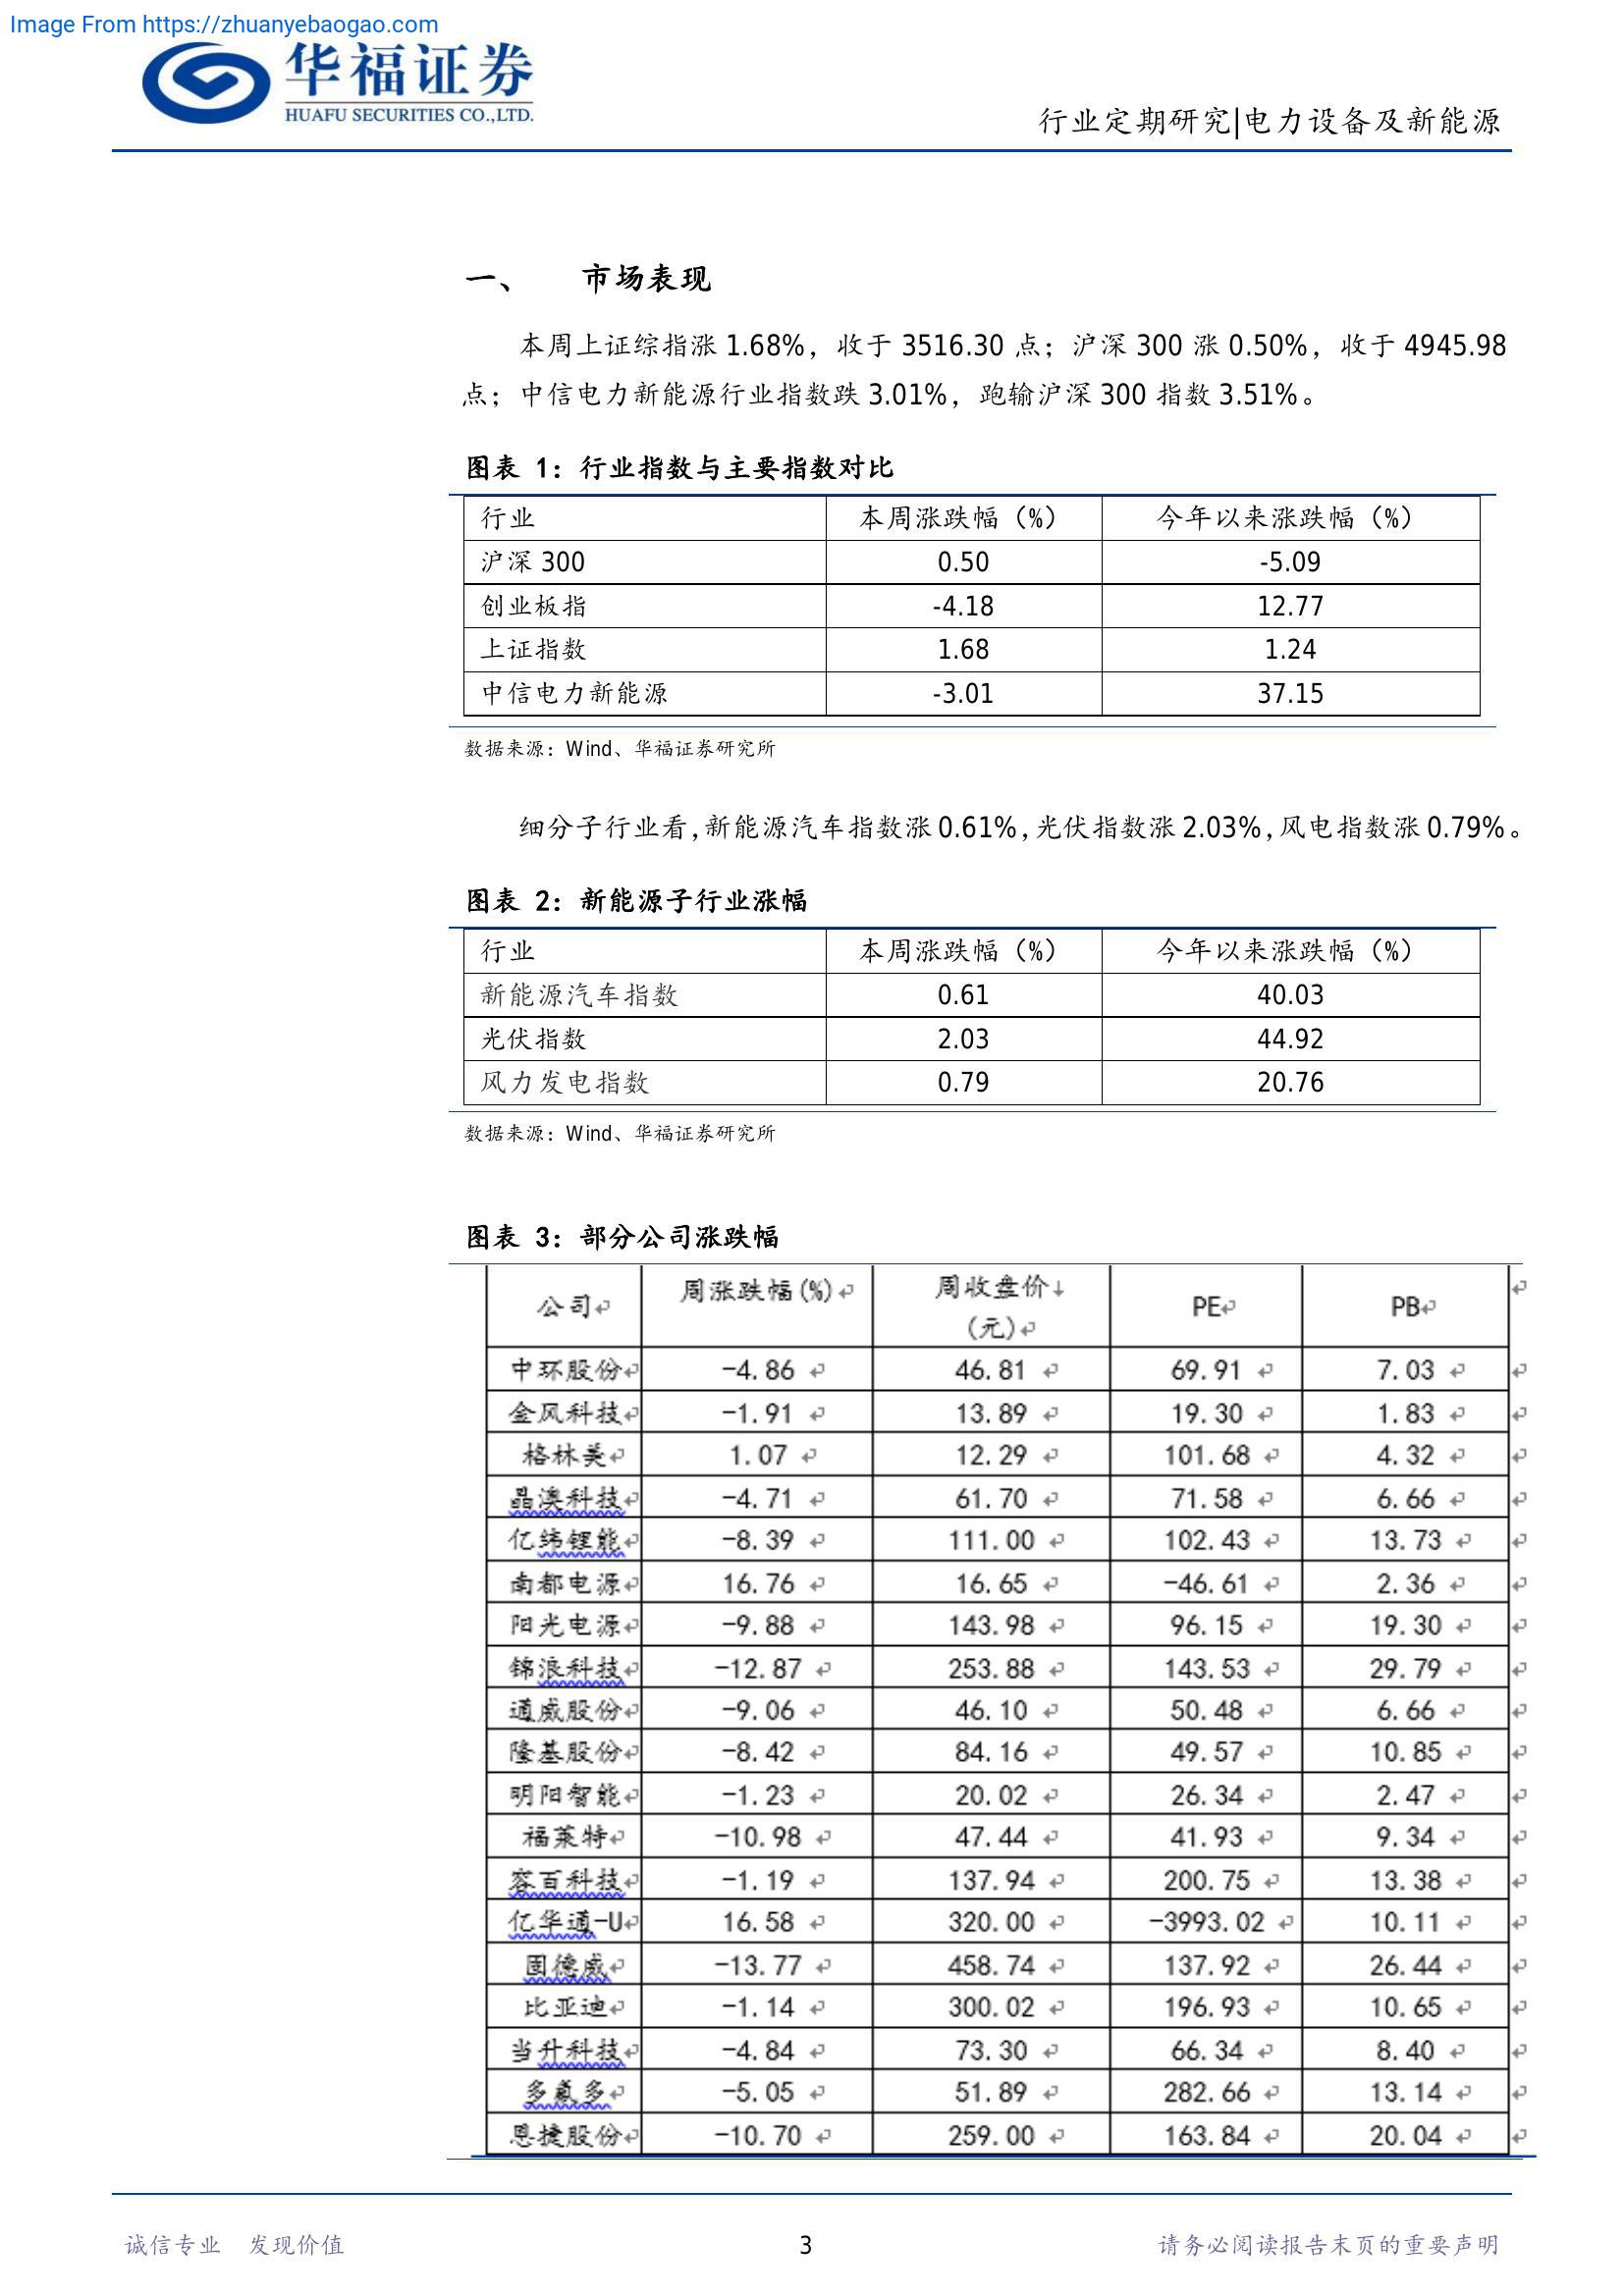 Image From https://zhuanyebaogao.com
华福证券
HUAFU SECURITIES CO.,LTD.
行业定期研究|电力设备及新能源
一、 市场表现
本周上证综指涨 1.68%，收于 3516.30 点；沪深 300 涨 0.50%，收于 4945.98
点；中信电力新能源行业指数跌 3.01%，跑输沪深 300 指数 3.51%。
图表 1：行业指数与主要指数对比
行业 本周涨跌幅（%） 今年以来涨跌幅（%）
沪深 300 0.50 -5.09
创业板指 -4.18 12.77
上证指数 1.68 1.24
中信电力新能源 -3.01 37.15
数据来源：Wind、华福证券研究所
细分子行业看,新能源汽车指数涨 0.61%,光伏指数涨 2.03%,风电指数涨 0.79%。
图表 2：新能源子行业涨幅
行业 本周涨跌幅（%） 今年以来涨跌幅（%）
新能源汽车指数 0.61 40.03
光伏指数 2.03 44.92
风力发电指数 0.79 20.76
数据来源：Wind、华福证券研究所
图表 3：部分公司涨跌幅
公司↵ 周涨跌幅(%)↵ 周收盘价↓ PE↵ PB↵ ↵
(元)↵
中环股份↵ -4.86 ↵ 46.81 ↵ 69.91 ↵ 7.03 ↵ ↵
金风科技↵ -1.91 ↵ 13.89 ↵ 19.30 ↵ 1.83 ↵ ↵
格林美↵ 1.07 ↵ 12.29 ↵ 101.68 ↵ 4.32 ↵ ↵
晶澳科技↵ -4.71 ↵ 61.70 ↵ 71.58 ↵ 6.66 ↵ ↵
亿纬锂能↵ -8.39 ↵ 111.00 ↵ 102.43 ↵ 13.73 ↵ ↵
南都电源↵ 16.76 ↵ 16.65 ↵ -46.61 ↵ 2.36 ↵ ↵
阳光电源↵ -9.88 ↵ 143.98 ↵ 96.15 ↵ 19.30 ↵ ↵
锦浪科技↵ -12.87 ↵ 253.88 ↵ 143.53 ↵ 29.79 ↵ ↵
通威股份↵ -9.06 ↵ 46.10 ↵ 50.48 ↵ 6.66 ↵ ↵
隆基股份↵ -8.42 ↵ 84.16 ↵ 49.57 ↵ 10.85 ↵ ↵
明阳智能↵ -1.23 ↵ 20.02 ↵ 26.34 ↵ 2.47 ↵ ↵
福莱特↵ -10.98 ↵ 47.44 ↵ 41.93 ↵ 9.34 ↵ ↵
容百科技↵ -1.19 ↵ 137.94 ↵ 200.75 ↵ 13.38 ↵ ↵
亿华通-U↵ 16.58 ↵ 320.00 ↵ -3993.02 ↵ 10.11 ↵ ↵
固德威↵ -13.77 ↵ 458.74 ↵ 137.92 ↵ 26.44 ↵ ↵
比亚迪↵ -1.14 ↵ 300.02 ↵ 196.93 ↵ 10.65 ↵ ↵
当升科技↵ -4.84 ↵ 73.30 ↵ 66.34 ↵ 8.40 ↵ ↵
多氟多↵ -5.05 ↵ 51.89 ↵ 282.66 ↵ 13.14 ↵ ↵
恩捷股份↵ -10.70 ↵ 259.00 ↵ 163.84 ↵ 20.04 ↵ ↵
诚信专业 发现价值 3 请务必阅读报告末页的重要声明